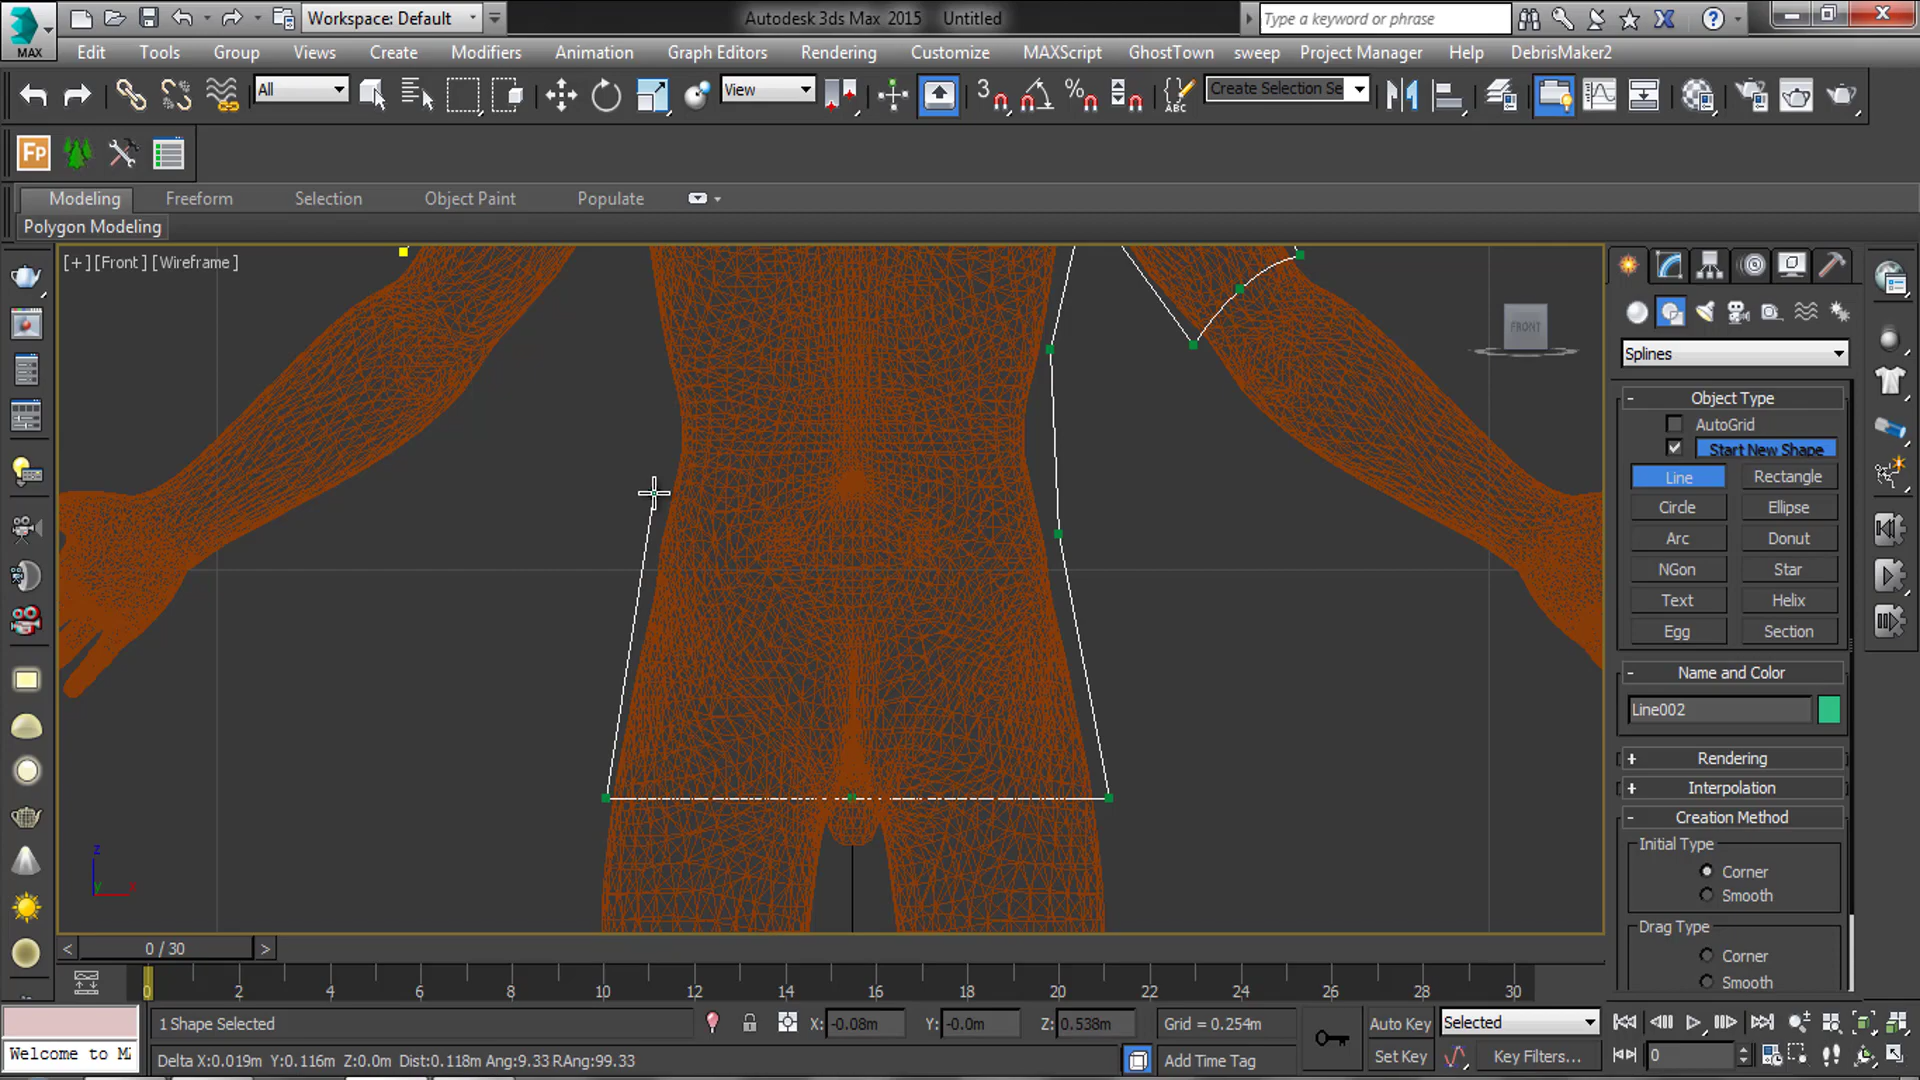 Workspace: Default
Autodesk 3ds Max 2015 Untitled
Type a keyword or phrase
MAX
Edit Tools Group Views Create Modifiers Animation Graph Editors Rendering Customize MAXScript GhostTown sweep Project Manager Help DebrisMaker2
All
View
3
ABC
Create Selection Se
Fp
Modeling Freeform Selection Object Paint Populate
Polygon Modeling
[+] [Front] [Wireframe]
FRONT
Splines
- Object Type
AutoGrid
Start New Shape
Line Rectangle
Circle Ellipse
Arc Donut
NGon Star
Text Helix
Egg Section
- Name and Color
Line002
+ Rendering
+ Interpolation
- Creation Method
Initial Type
Corner
Smooth
Drag Type
Corner
Smooth
z
y x
< 0 / 30 >
0 2 4 6 8 10 12 14 16 18 20 22 24 26 28 30
1 Shape Selected X: -0.08m Y: -0.0m Z: 0.538m Grid = 0.254m Auto Key Selected
Welcome to M
Delta X:0.019m Y:0.116m Z:0.0m Dist:0.118m Ang:9.33 RAng:99.33 Add Time Tag Set Key Key Filters... 0